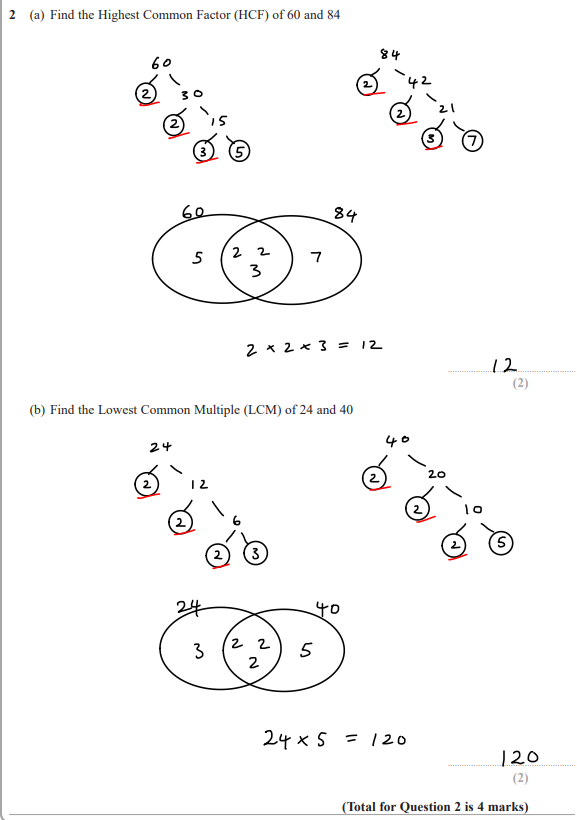 2 (a) Find the Highest Common Factor (HCF) of 60 and 84
60 84
2 30 2 42
2 15 2 21
3 5 3 7
60 84
5 2 2 7
3
2 × 2 × 3 = 12
12
(2)
(b) Find the Lowest Common Multiple (LCM) of 24 and 40
24 40
2 12 2 20
2 6 2 10
2 3 2 5
24 40
3 2 2 5
2
24 × 5 = 120
120
(2)
(Total for Question 2 is 4 marks)